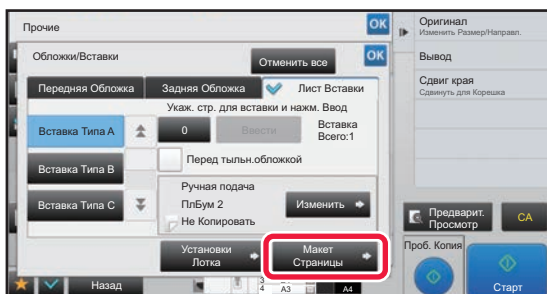 Прочие
OK
Обложки/Вставки
Отменить все
OK
Передняя Обложка
Задняя Обложка
Лист Вставки
Укаж. стр. для вставки и нажм. Ввод
Вставка Типа A
0
Ввести
Вставка
Всего:1
Перед тыльн.обложкой
Вставка Типа B
Ручная подача
ПлБум 2
Не Копировать
Изменить
Вставка Типа C
Установки
Лотка
Макет
Страницы
Назад
3
4
A3
A4
Оригинал
Изменить Размер/Направл.
Вывод
Сдвиг края
Сдвинуть для Корешка
Предварит.
Просмотр
CA
Проб. Копия
Старт